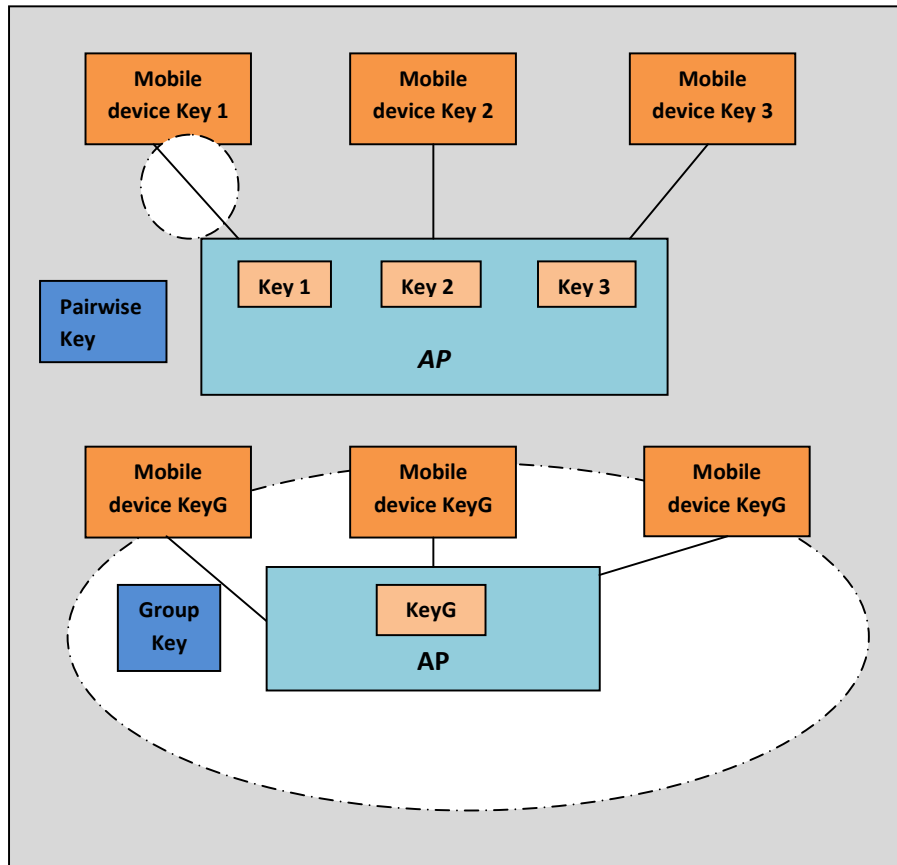 Mobile
device Key 1
Mobile
device Key 2
Mobile
device Key 3
Key 1
Key 2
Key 3
Pairwise
Key
AP
Mobile
device KeyG
Mobile
device KeyG
Mobile
device KeyG
Group
Key
KeyG
AP